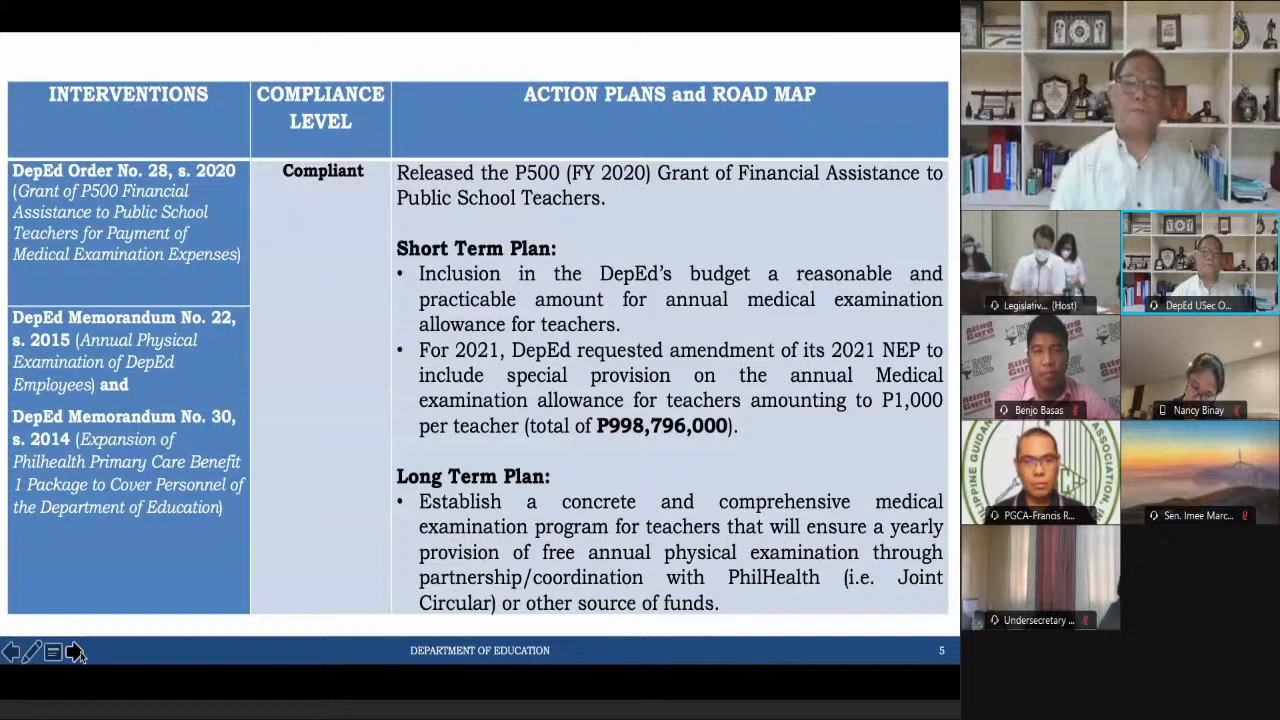 INTERVENTIONS
COMPLIANCE
LEVEL
ACTION PLANS and ROAD MAP
DepEd Order No. 28, s. 2020
(Grant of P500 Financial
Assistance to Public School
Teachers for Payment of
Medical Examination Expenses)
DepEd Memorandum No. 22,
s. 2015 (Annual Physical
Examination of DepEd
Employees) and
DepEd Memorandum No. 30,
s. 2014 (Expansion of
Philhealth Primary Care Benefit
1 Package to Cover Personnel of
the Department of Education)
Compliant
Released the P500 (FY 2020) Grant of Financial Assistance to
Public School Teachers.
Short Term Plan:
• Inclusion in the DepEd's budget a reasonable and
practicable amount for annual medical examination
allowance for teachers.
• For 2021, DepEd requested amendment of its 2021 NEP to
include special provision on the annual Medical
examination allowance for teachers amounting to P1,000
per teacher (total of P998,796,000).
Long Term Plan:
• Establish a concrete and comprehensive medical
examination program for teachers that will ensure a yearly
provision of free annual physical examination through
partnership/coordination with PhilHealth (i.e. Joint
Circular) or other source of funds.
DEPARTMENT OF EDUCATION
5
Legislativ... (Host)
DepEd USec O...
Ating Guro
Benjo Basas
Nancy Binay
PGCA-Francis R...
Sen. Imee Marc...
Undersecretary ...